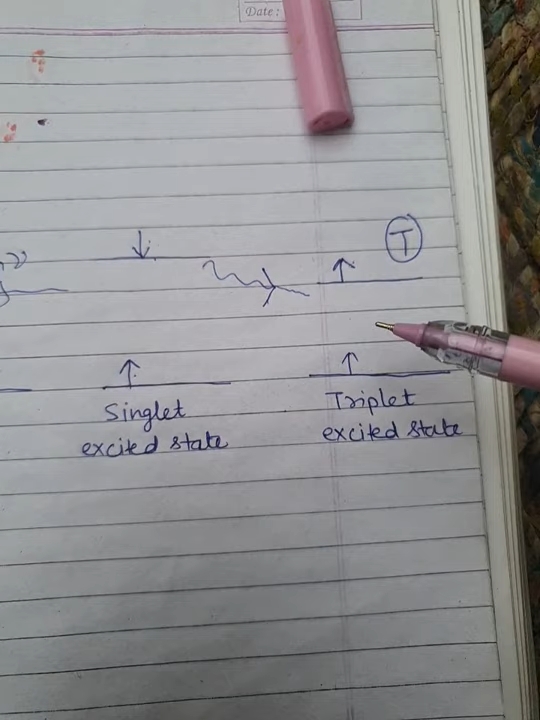 Date:
T
Singlet
excited state
Triplet
excited state